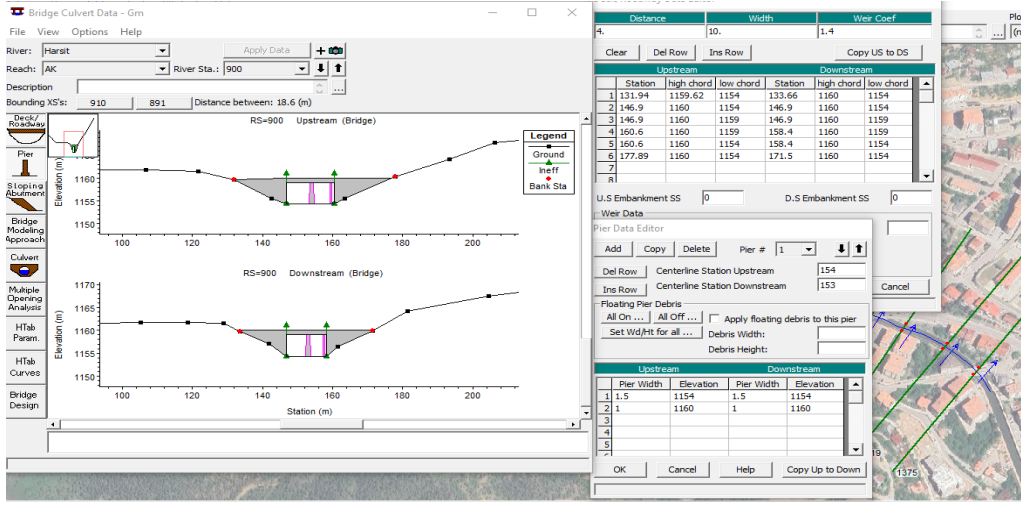 Bridge Culvert Data - Grn
File View Options Help
River: Harsit Apply Data +
Reach: AK River Sta.: 900
Description ...
Bounding XS's: 910 891 Distance between: 18.6 (m)
Deck/
Roadway
Pier
Sloping
Abutment
Bridge
Modeling
Approach
Culvert
Multiple
Opening
Analysis
HTab
Param.
HTab
Curves
Bridge
Design
RS=900 Upstream (Bridge)
Elevation (m)
1160
1155
1150
100 120 140 160 180 200
Legend
Ground
Ineff
Bank Sta
RS=900 Downstream (Bridge)
Elevation (m)
1170
1165
1160
1155
1150
100 120 140 160 180 200
Station (m)
Distance Width Weir Coef
4. 10. 1.4
Clear Del Row Ins Row Copy US to DS
Upstream Downstream
Station high chord low chord Station high chord low chord
1 131.94 1159.62 1154 133.66 1160 1154
2 146.9 1160 1154 146.9 1160 1154
3 146.9 1160 1159 146.9 1160 1159
4 160.6 1160 1159 158.4 1160 1159
5 160.6 1160 1154 158.4 1160 1154
6 177.89 1160 1154 171.5 1160 1154
7
8
U.S Embankment SS 0 D.S Embankment SS 0
Weir Data
Pier Data Editor
Add Copy Delete Pier # 1
Del Row Centerline Station Upstream 154
Ins Row Centerline Station Downstream 153
Floating Pier Debris
All On ... All Off ... Apply floating debris to this pier
Set Wd/Ht for all ... Debris Width:
Debris Height:
Upstream Downstream
Pier Width Elevation Pier Width Elevation
1 1.5 1154 1.5 1154
2 1 1160 1 1160
3
4
5
OK Cancel Help Copy Up to Down
Cancel
Plo
...
1375